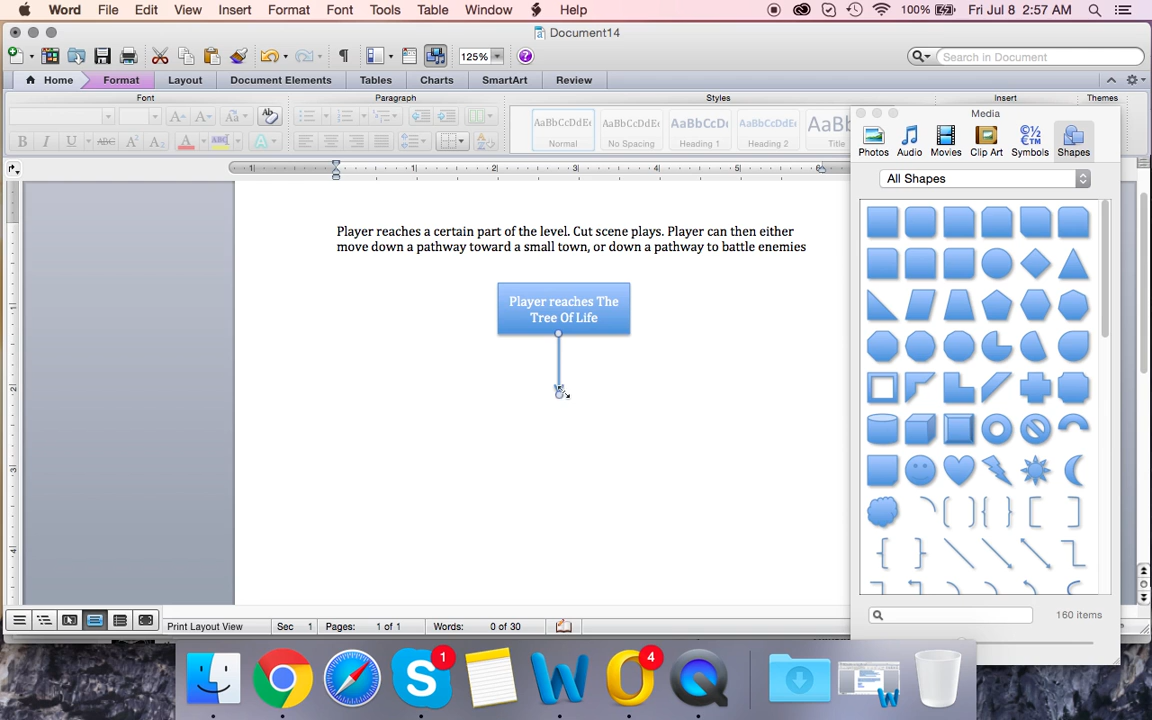 Word File Edit View Insert Format Font Tools Table Window Help 100% Fri Jul 8 2:57 AM
Document14
125% Search in Document
Home Format Layout Document Elements Tables Charts SmartArt Review
Font Paragraph Styles Insert Themes
AaBbCcDdEe AaBbCcDdEe AaBbCcDc AaBbCcDdEe AaBb
Normal No Spacing Heading 1 Heading 2 Title
Media
Photos Audio Movies Clip Art Symbols Shapes
All Shapes
Player reaches a certain part of the level. Cut scene plays. Player can then either
move down a pathway toward a small town, or down a pathway to battle enemies
Player reaches The
Tree Of Life
160 items
Print Layout View Sec 1 Pages: 1 of 1 Words: 0 of 30
1 4